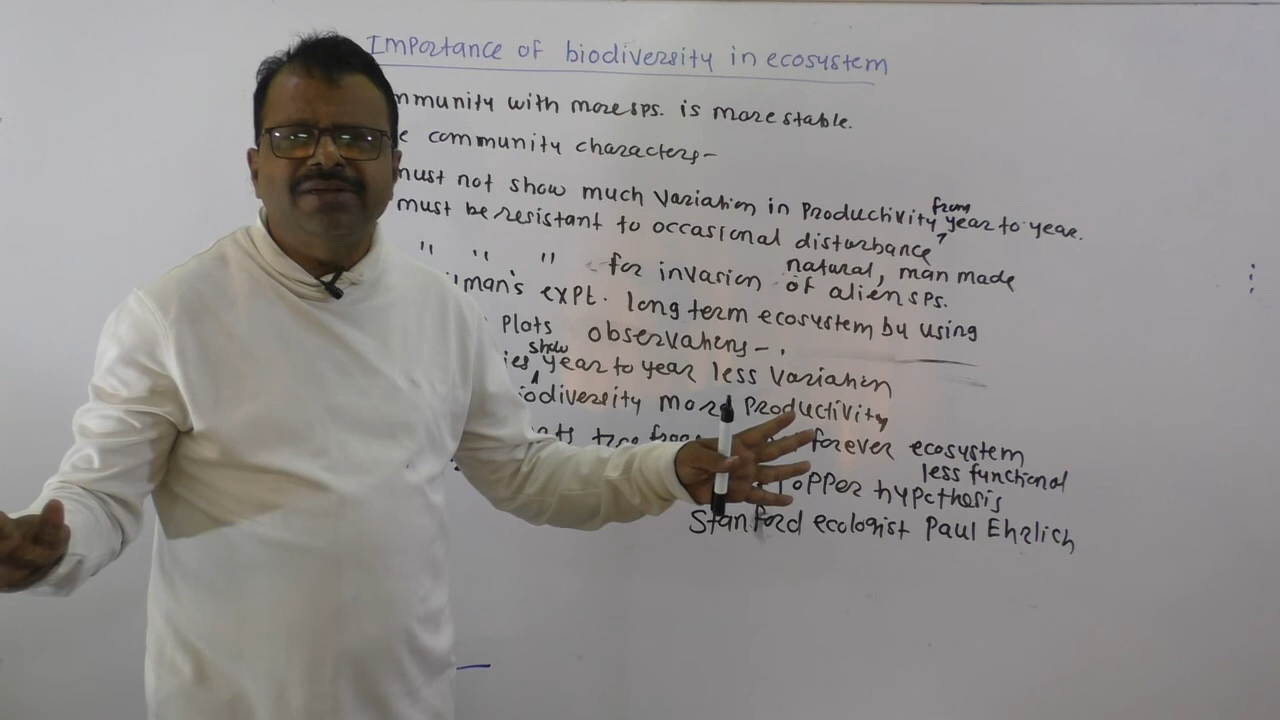 Importance of biodiversity in ecosystem
mmunity with more sps. is more stable.
e community characters-
must not show much variation in productivity from year to year.
must be resistant to occasional disturbance
natural, man made
" " " for invasion of alien sps.
man's expt. long term ecosystem by using
Plots observations-.
ies show year to year less variation
iodiversity more productivity
forever ecosystem
less functional
opper hypothesis
Stanford ecologist Paul Ehrlich